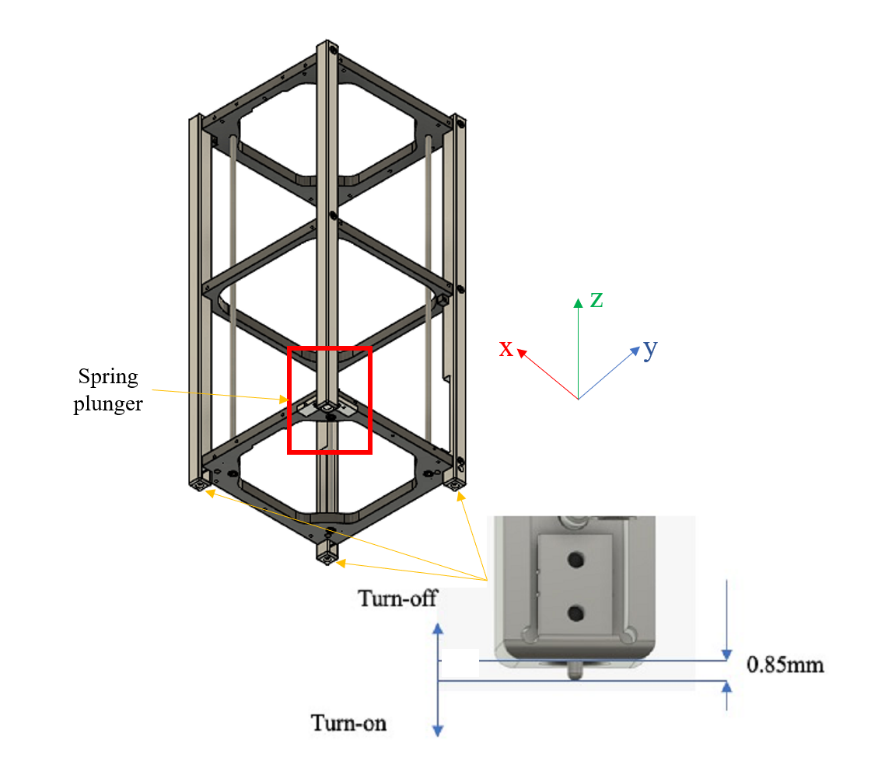 Spring
plunger
z
x
y
Turn-off
0.85mm
Turn-on